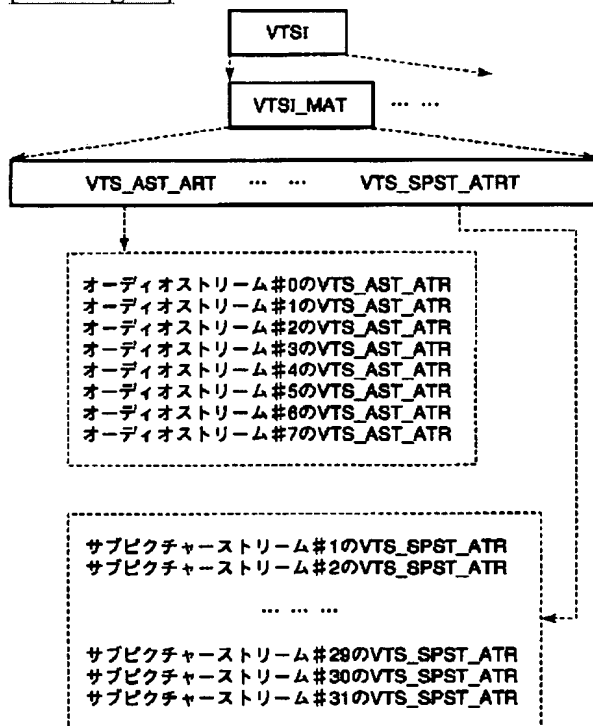 VTSI
VTSI_MAT … …
VTS_AST_ART … … VTS_SPST_ATRT
オーディオストリーム#0のVTS_AST_ATR
オーディオストリーム#1のVTS_AST_ATR
オーディオストリーム#2のVTS_AST_ATR
オーディオストリーム#3のVTS_AST_ATR
オーディオストリーム#4のVTS_AST_ATR
オーディオストリーム#5のVTS_AST_ATR
オーディオストリーム#6のVTS_AST_ATR
オーディオストリーム#7のVTS_AST_ATR
サブピクチャーストリーム#1のVTS_SPST_ATR
サブピクチャーストリーム#2のVTS_SPST_ATR
… … …
サブピクチャーストリーム#29のVTS_SPST_ATR
サブピクチャーストリーム#30のVTS_SPST_ATR
サブピクチャーストリーム#31のVTS_SPST_ATR